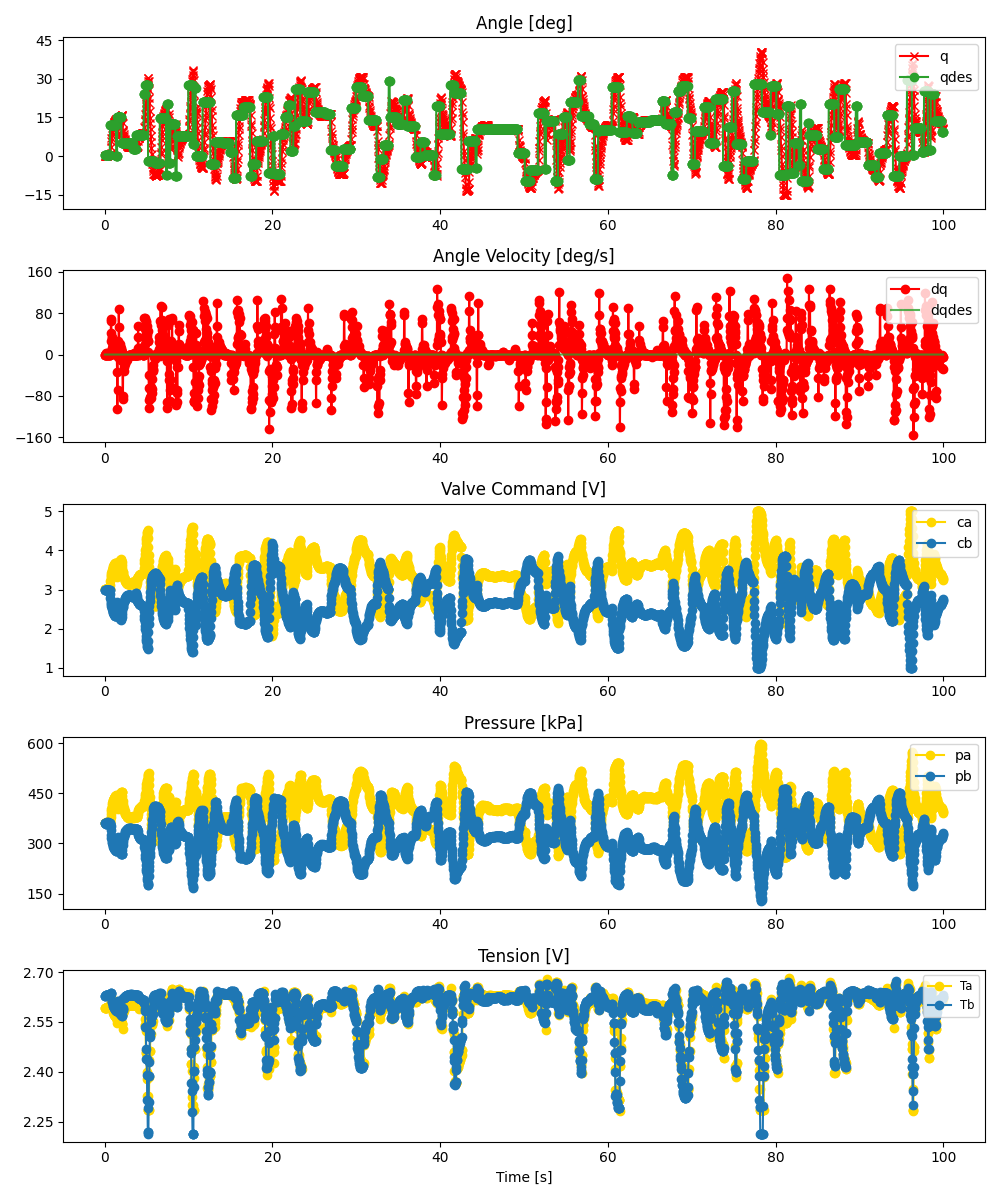 Angle [deg]
45
30
15
0
−15
q
qdes
0 20 40 60 80 100
Angle Velocity [deg/s]
160
80
0
−80
−160
dq
dqdes
0 20 40 60 80 100
Valve Command [V]
5
4
3
2
1
ca
cb
0 20 40 60 80 100
Pressure [kPa]
600
450
300
150
pa
pb
0 20 40 60 80 100
Tension [V]
2.70
2.55
2.40
2.25
Ta
Tb
0 20 40 60 80 100
Time [s]